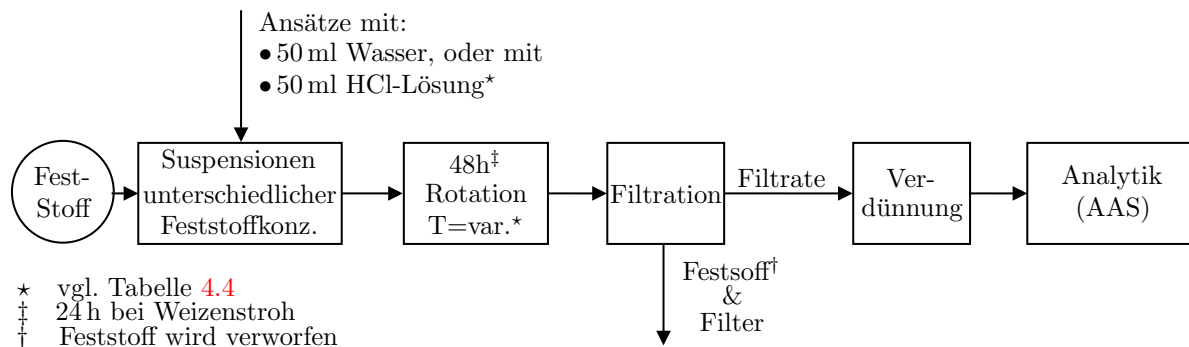 Ansätze mit:
• 50 ml Wasser, oder mit
• 50 ml HCl-Lösung⋆
Fest-
Stoff
Suspensionen
unterschiedlicher
Feststoffkonz.
48h‡
Rotation
T=var.⋆
Filtration
Filtrate
Ver-
dünnung
Analytik
(AAS)
Festsoff†
&
Filter
⋆ vgl. Tabelle 4.4
‡ 24 h bei Weizenstroh
† Feststoff wird verworfen